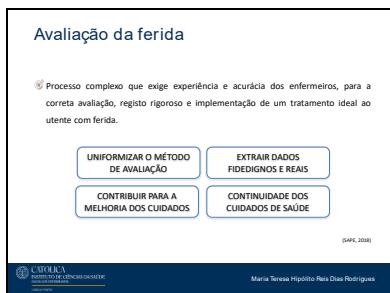 Avaliação da ferida
Processo complexo que exige experiência e acurácia dos enfermeiros, para a
correta avaliação, registo rigoroso e implementação de um tratamento ideal ao
utente com ferida.
UNIFORMIZAR O MÉTODO
DE AVALIAÇÃO
EXTRAIR DADOS
FIDEDIGNOS E REAIS
CONTRIBUIR PARA A
MELHORIA DOS CUIDADOS
CONTINUIDADE DOS
CUIDADOS DE SAÚDE
(SAPE, 2018)
CATOLICA
INSTITUTO DE CIÊNCIAS DA SAÚDE
Maria Teresa Hipólito Reis Dias Rodrigues